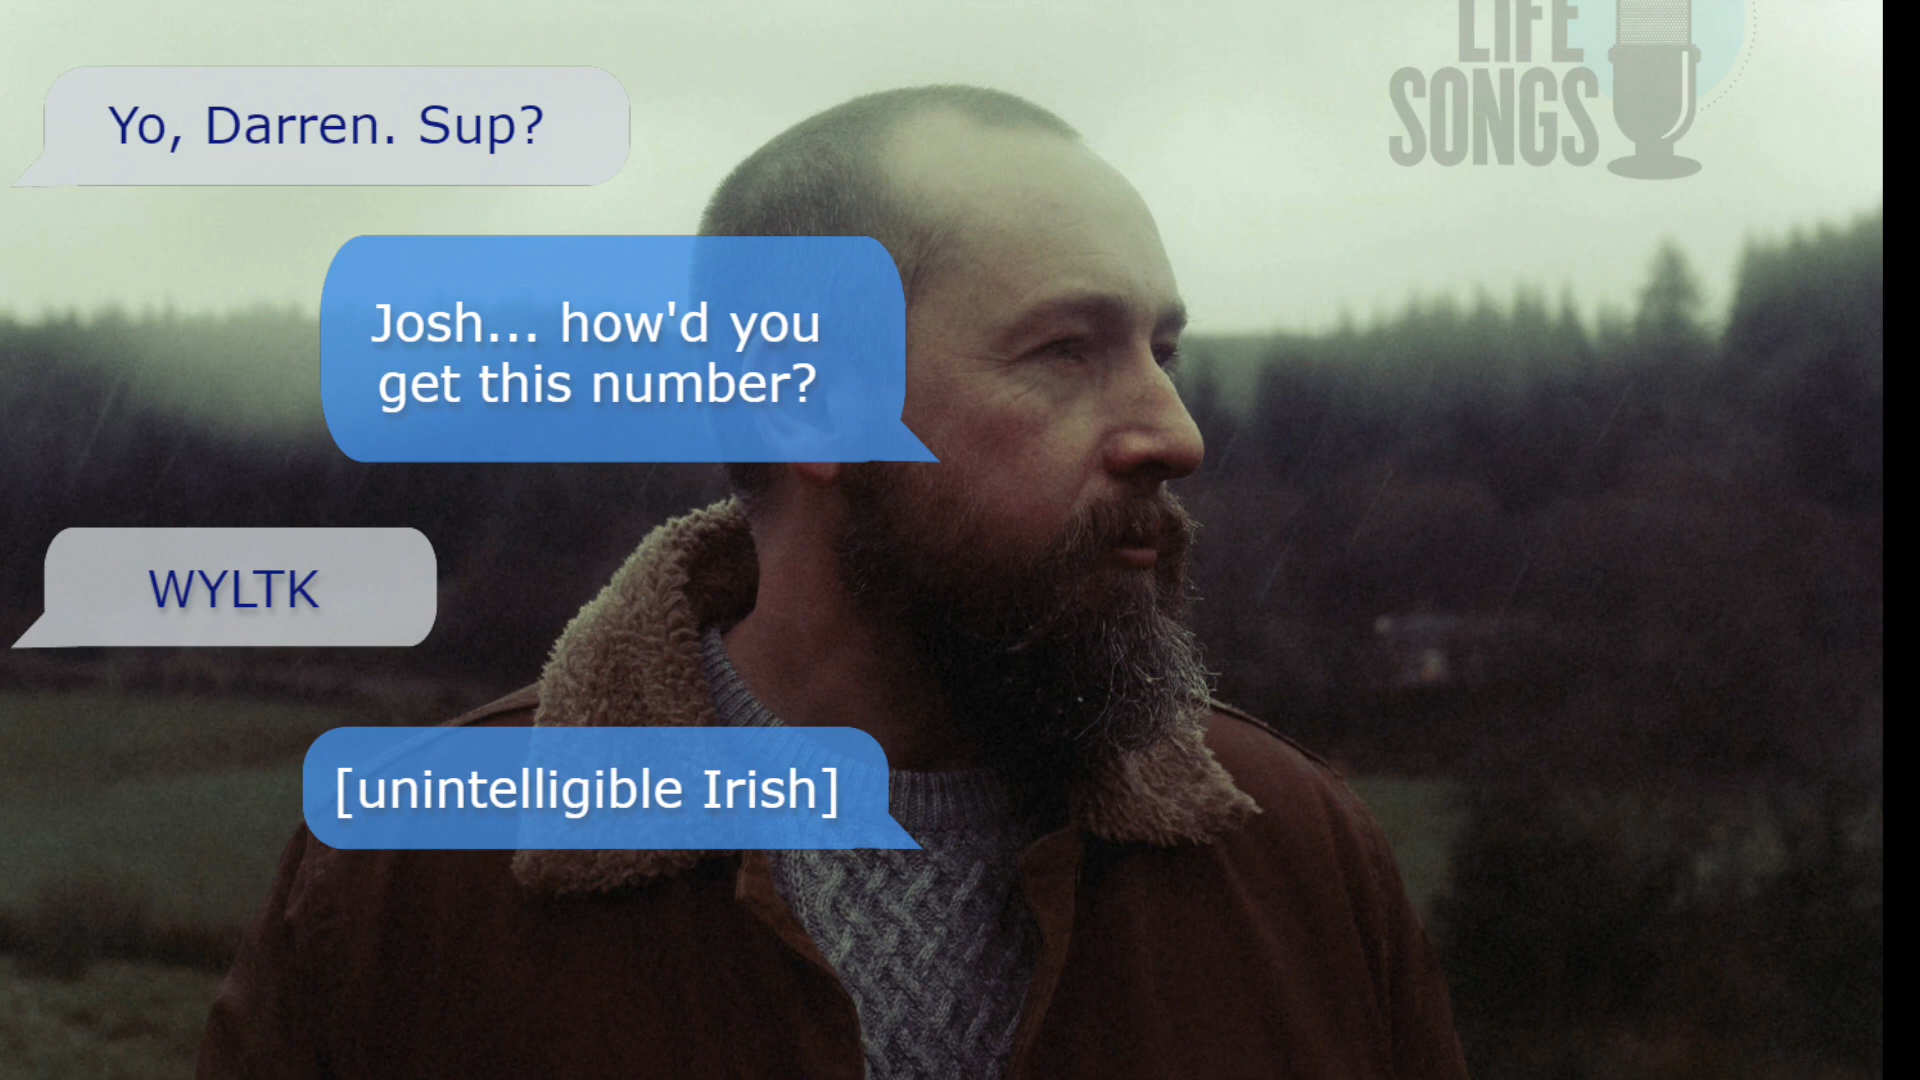 LIFE
SONGS
Yo, Darren. Sup?
Josh... how'd you
get this number?
WYLTK
[unintelligible Irish]